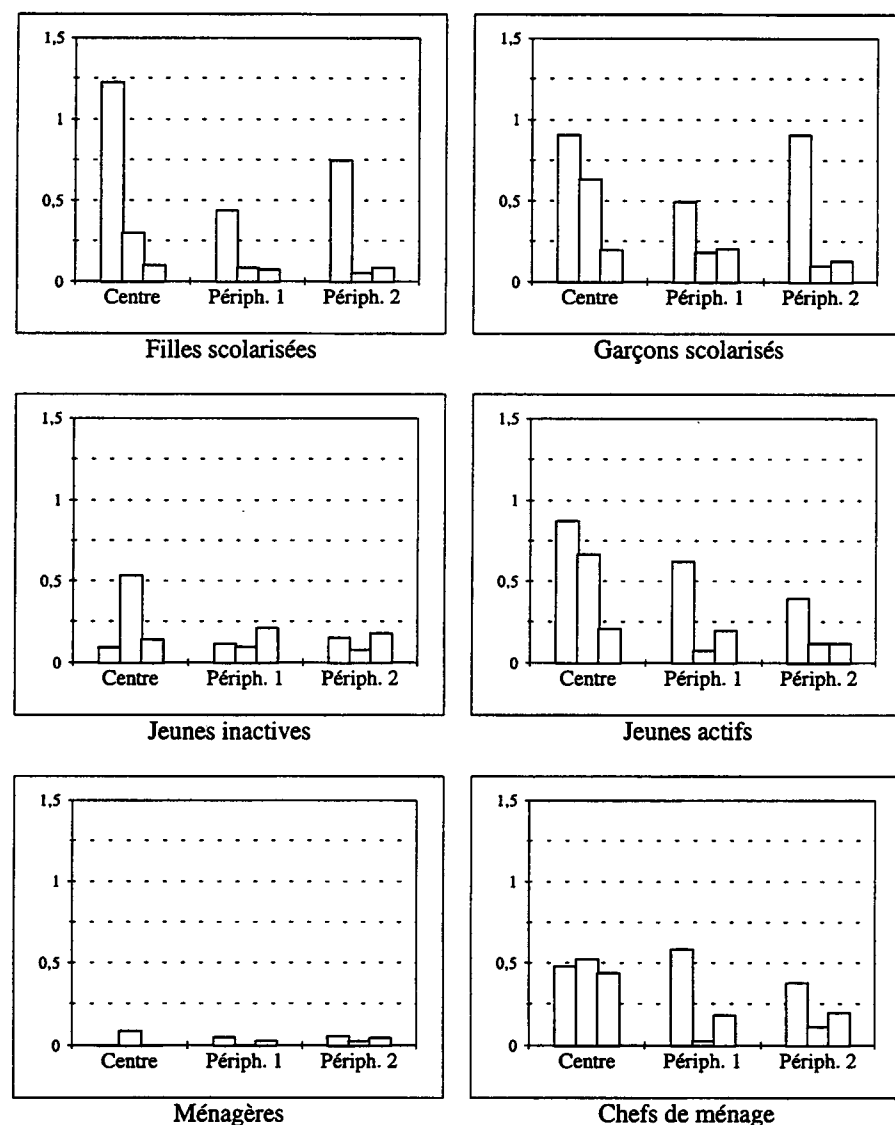 1,5
1
0,5
0
Centre Périph. 1 Périph. 2
Filles scolarisées
1,5
1
0,5
0
Centre Périph. 1 Périph. 2
Garçons scolarisés
1,5
1
0,5
0
Centre Périph. 1 Périph. 2
Jeunes inactives
1,5
1
0,5
0
Centre Périph. 1 Périph. 2
Jeunes actifs
1,5
1
0,5
0
Centre Périph. 1 Périph. 2
Ménagères
1,5
1
0,5
0
Centre Périph. 1 Périph. 2
Chefs de ménage